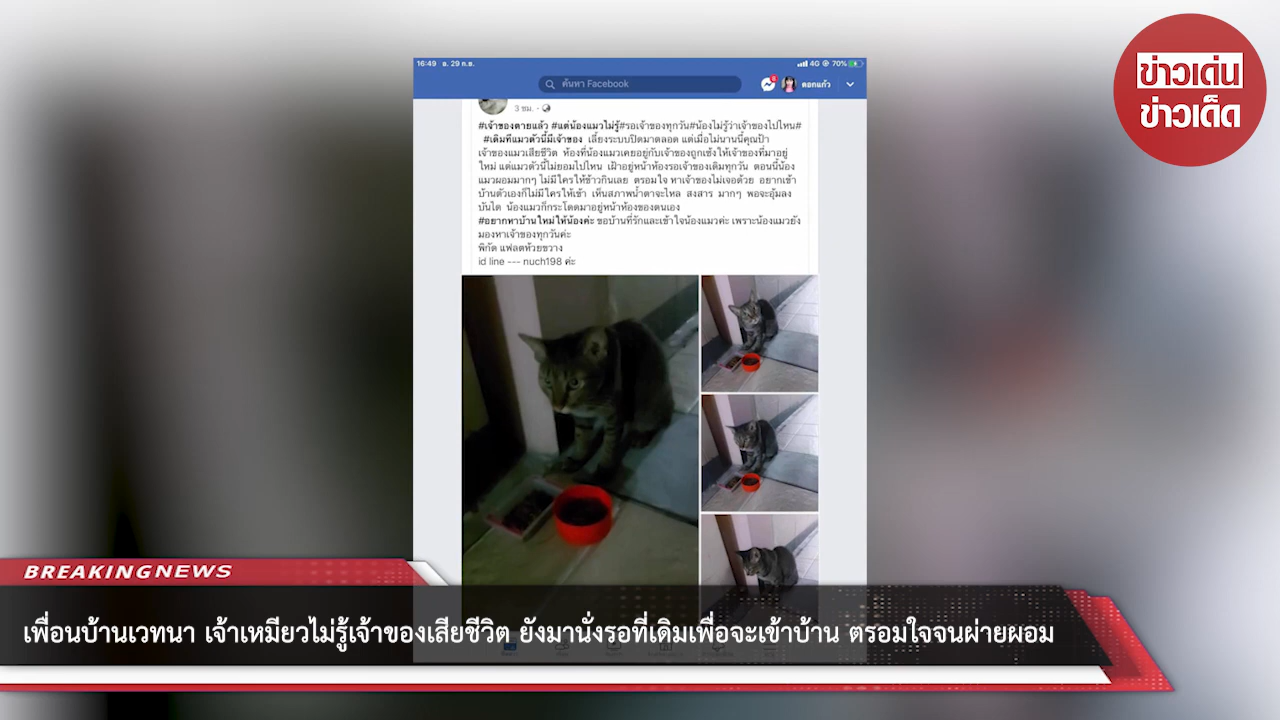 ข่าวเด่น
ข่าวเด็ด
16:49 อ. 29 ก.ย.
4G 70%
ค้นหา Facebook
8
ดอกแก้ว
3 ชม.
#เจ้าของตายแล้ว #แต่น้องแมวไม่รู้#รอเจ้าของทุกวัน#น้องไม่รู้ว่าเจ้าของไปไหน#
#เดิมทีแมวตัวนี้มีเจ้าของ เลี้ยงระบบปิดมาตลอด แต่เมื่อไม่นานนี้คุณป้า
เจ้าของแมวเสียชีวิต ห้องที่น้องแมวเคยอยู่กับเจ้าของถูกเซ้งให้เจ้าของที่มาอยู่
ใหม่ แต่แมวตัวนี้ไม่ยอมไปไหน เฝ้าอยู่หน้าห้องรอเจ้าของเดิมทุกวัน ตอนนี้น้อง
แมวผอมมากๆ ไม่มีใครให้ข้าวกินเลย ตรอมใจ หาเจ้าของไม่เจอด้วย อยากเข้า
บ้านตัวเองก็ไม่มีใครให้เข้า เห็นสภาพน้ำตาจะไหล สงสาร มากๆ พอจะอุ้มลง
บันได น้องแมวก็กระโดดมาอยู่หน้าห้องของตนเอง
#อยากหาบ้านใหม่ให้น้องค่ะ ขอบ้านที่รักและเข้าใจน้องแมวค่ะ เพราะน้องแมวยัง
มองหาเจ้าของทุกวันค่ะ
พิกัด แฟลตห้วยขวาง
id line --- nuch198 ค่ะ
BREAKING NEWS
เพื่อนบ้านเวทนา เจ้าเหมียวไม่รู้เจ้าของเสียชีวิต ยังมานั่งรอที่เดิมเพื่อจะเข้าบ้าน ตรอมใจจนผ่ายผอม